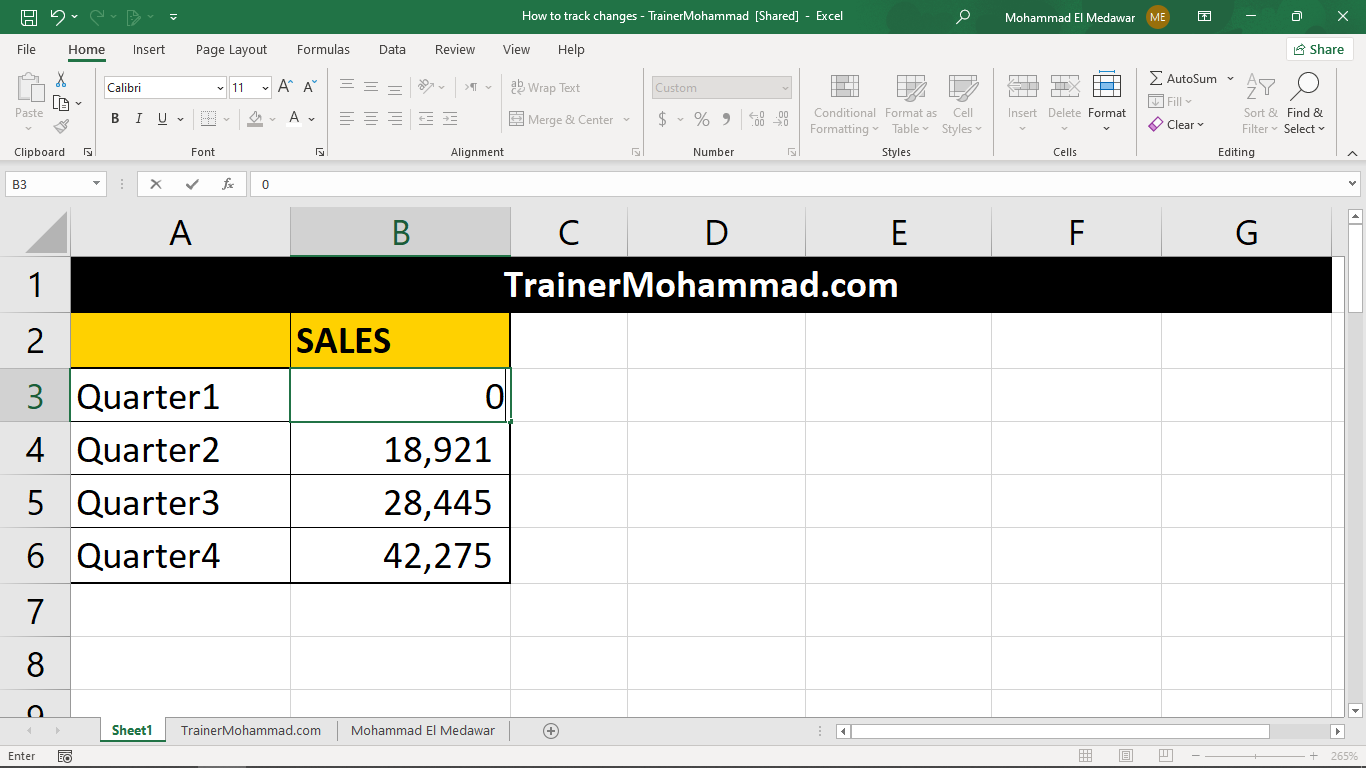 How to track changes - TrainerMohammad [Shared] - Excel
Mohammad El Medawar ME
File Home Insert Page Layout Formulas Data Review View Help Share
Calibri 11 Wrap Text Custom AutoSum
Paste Conditional Formatting Format as Table Cell Styles Insert Delete Format Fill Sort & Filter Find & Select
B I U A Merge & Center $ % Clear
Clipboard Font Alignment Number Styles Cells Editing
B3 fx 0
A B C D E F G
1 TrainerMohammad.com
2 SALES
3 Quarter1 0
4 Quarter2 18,921
5 Quarter3 28,445
6 Quarter4 42,275
7
8
9
Sheet1 TrainerMohammad.com Mohammad El Medawar
Enter 265%